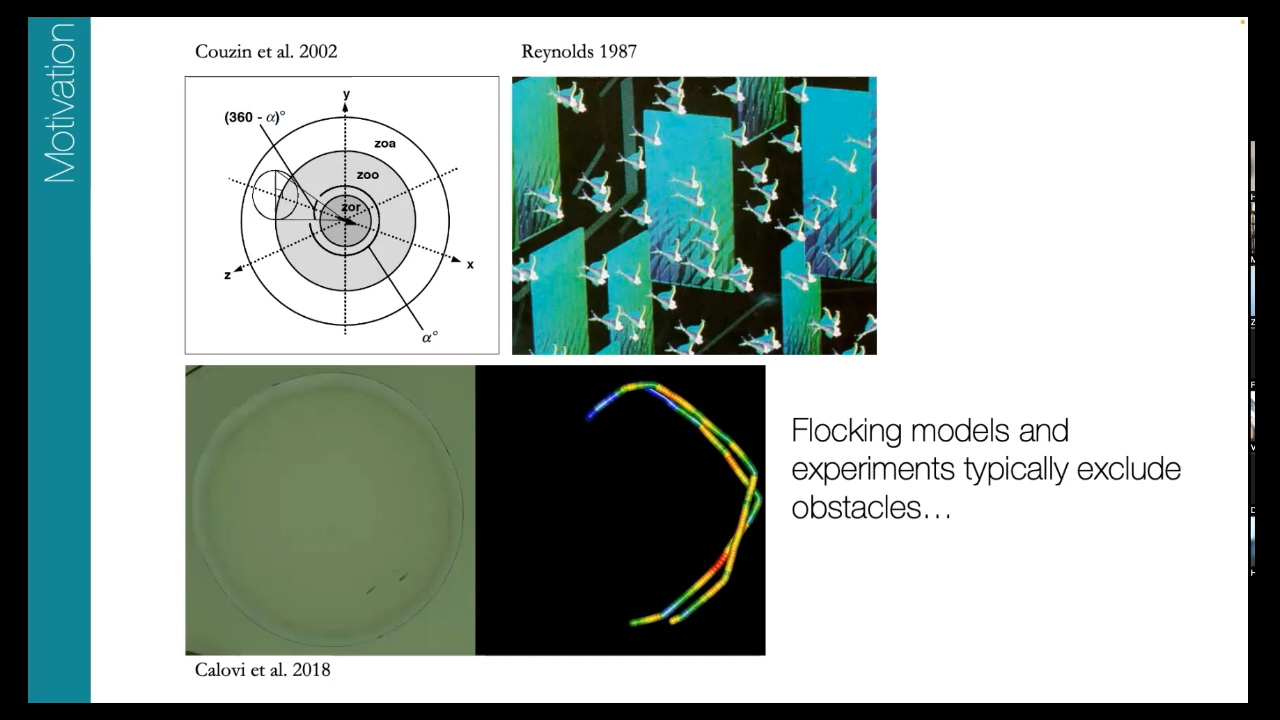 Motivation
Couzin et al. 2002
Reynolds 1987
y
(360 - α)°
zoa
zoo
zor
x
z
α°
Flocking models and
experiments typically exclude
obstacles…
Calovi et al. 2018